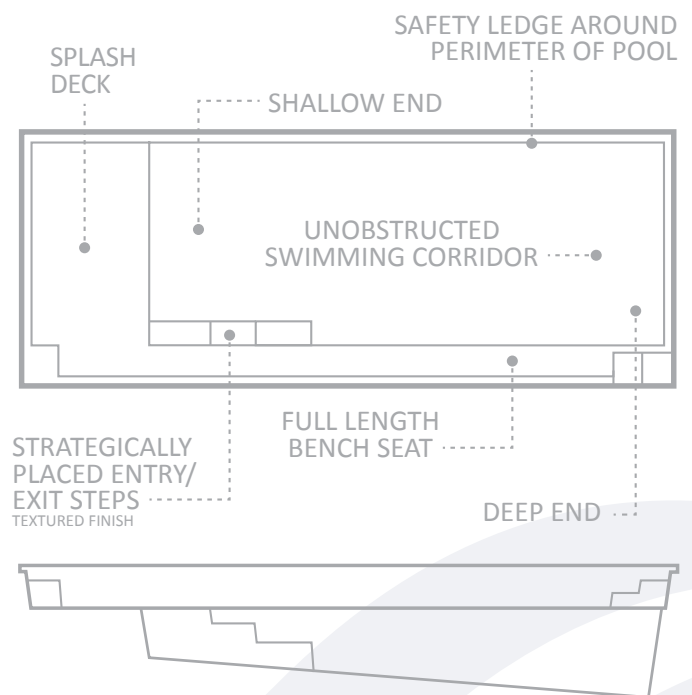 SAFETY LEDGE AROUND
PERIMETER OF POOL
SPLASH
DECK
SHALLOW END
UNOBSTRUCTED
SWIMMING CORRIDOR
FULL LENGTH
BENCH SEAT
STRATEGICALLY
PLACED ENTRY/
EXIT STEPS
TEXTURED FINISH
DEEP END